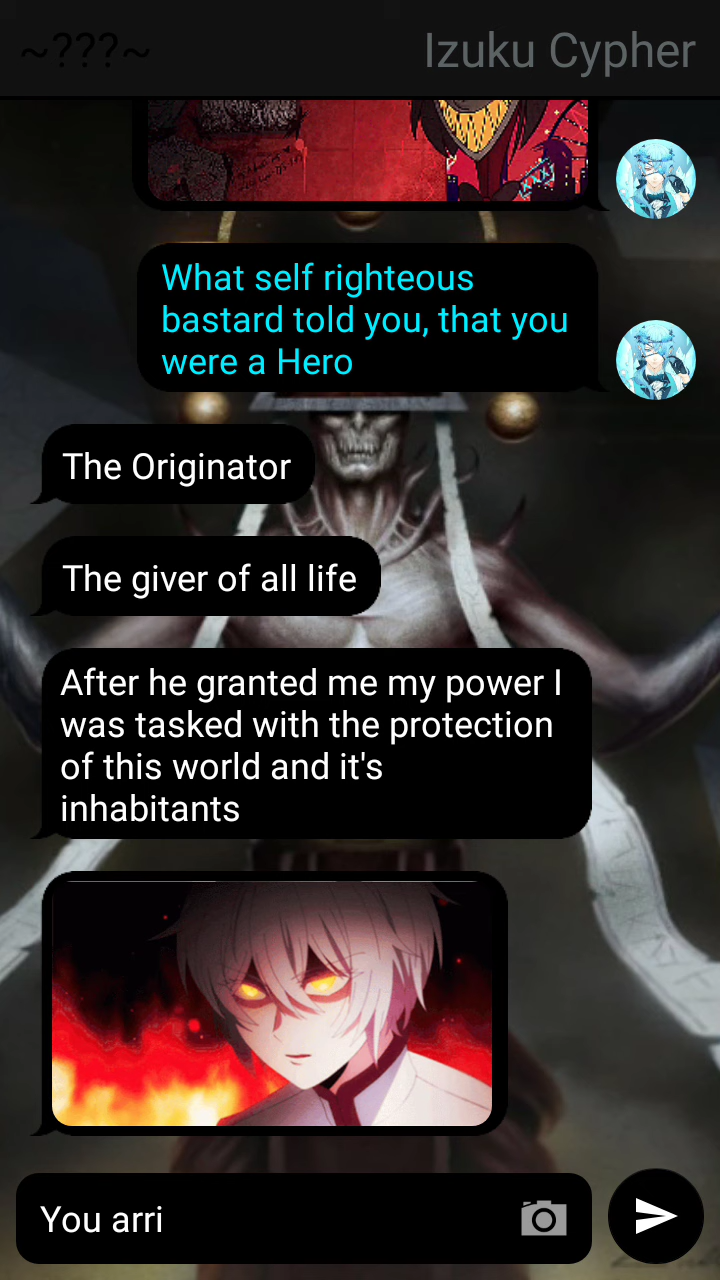 ~???~
Izuku Cypher
What self righteous
bastard told you, that you
were a Hero
The Originator
The giver of all life
After he granted me my power I
was tasked with the protection
of this world and it's
inhabitants
You arri